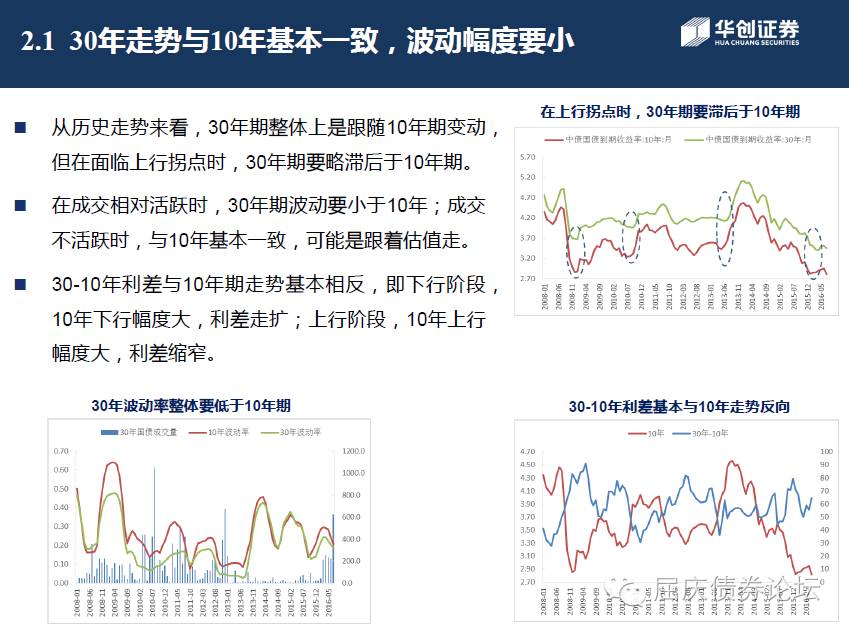 2.1 30年走势与10年基本一致，波动幅度要小
华创证券
HUA CHUANG SECURITIES
从历史走势来看，30年期整体上是跟随10年期变动，
但在面临上行拐点时，30年期要略滞后于10年期。
在成交相对活跃时，30年期波动要小于10年；成交
不活跃时，与10年基本一致，可能是跟着估值走。
30-10年利差与10年期走势基本相反，即下行阶段，
10年下行幅度大，利差走扩；上行阶段，10年上行
幅度大，利差缩窄。
在上行拐点时，30年期要滞后于10年期
中债国债到期收益率:10年:月 中债国债到期收益率:30年:月
5.70
5.20
4.70
4.20
3.70
3.20
2.70
2008-01 2008-06 2008-11 2009-04 2009-09 2010-02 2010-07 2010-12 2011-05 2011-10 2012-03 2012-08 2013-01 2013-06 2013-11 2014-04 2014-09 2015-02 2015-07 2015-12 2016-05
30年波动率整体要低于10年期
30年国债成交量 10年波动率 30年波动率
0.70 1200.0
0.60 1000.0
0.50 800.0
0.40
0.30 600.0
0.20 400.0
0.10 200.0
0.00 0.0
2008-01 2008-06 2008-11 2009-04 2009-09 2010-02 2010-07 2010-12 2011-05 2011-10 2012-03 2012-08 2013-01 2013-06 2013-11 2014-04 2014-09 2015-02 2015-07 2015-12 2016-05
30-10年利差基本与10年走势反向
10年 30年-10年
4.70 100
4.50 90
4.30 80
4.10 70
3.90 60
3.70 50
3.50 40
3.30 30
3.10 20
2.90 10
2.70 0
2008-01 2008-06 2008-11 2009-04 2009-09 2010-02
屈庆债券论坛